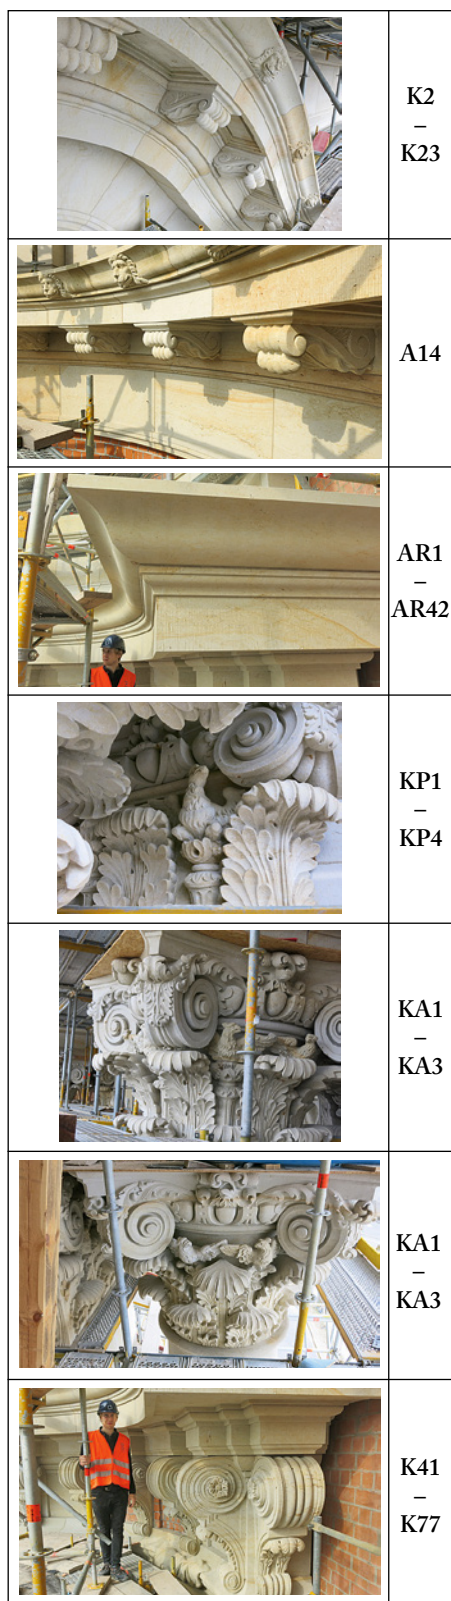 K2
–
K23
A14
AR1
–
AR42
KP1
–
KP4
KA1
–
KA3
KA1
–
KA3
K41
–
K77